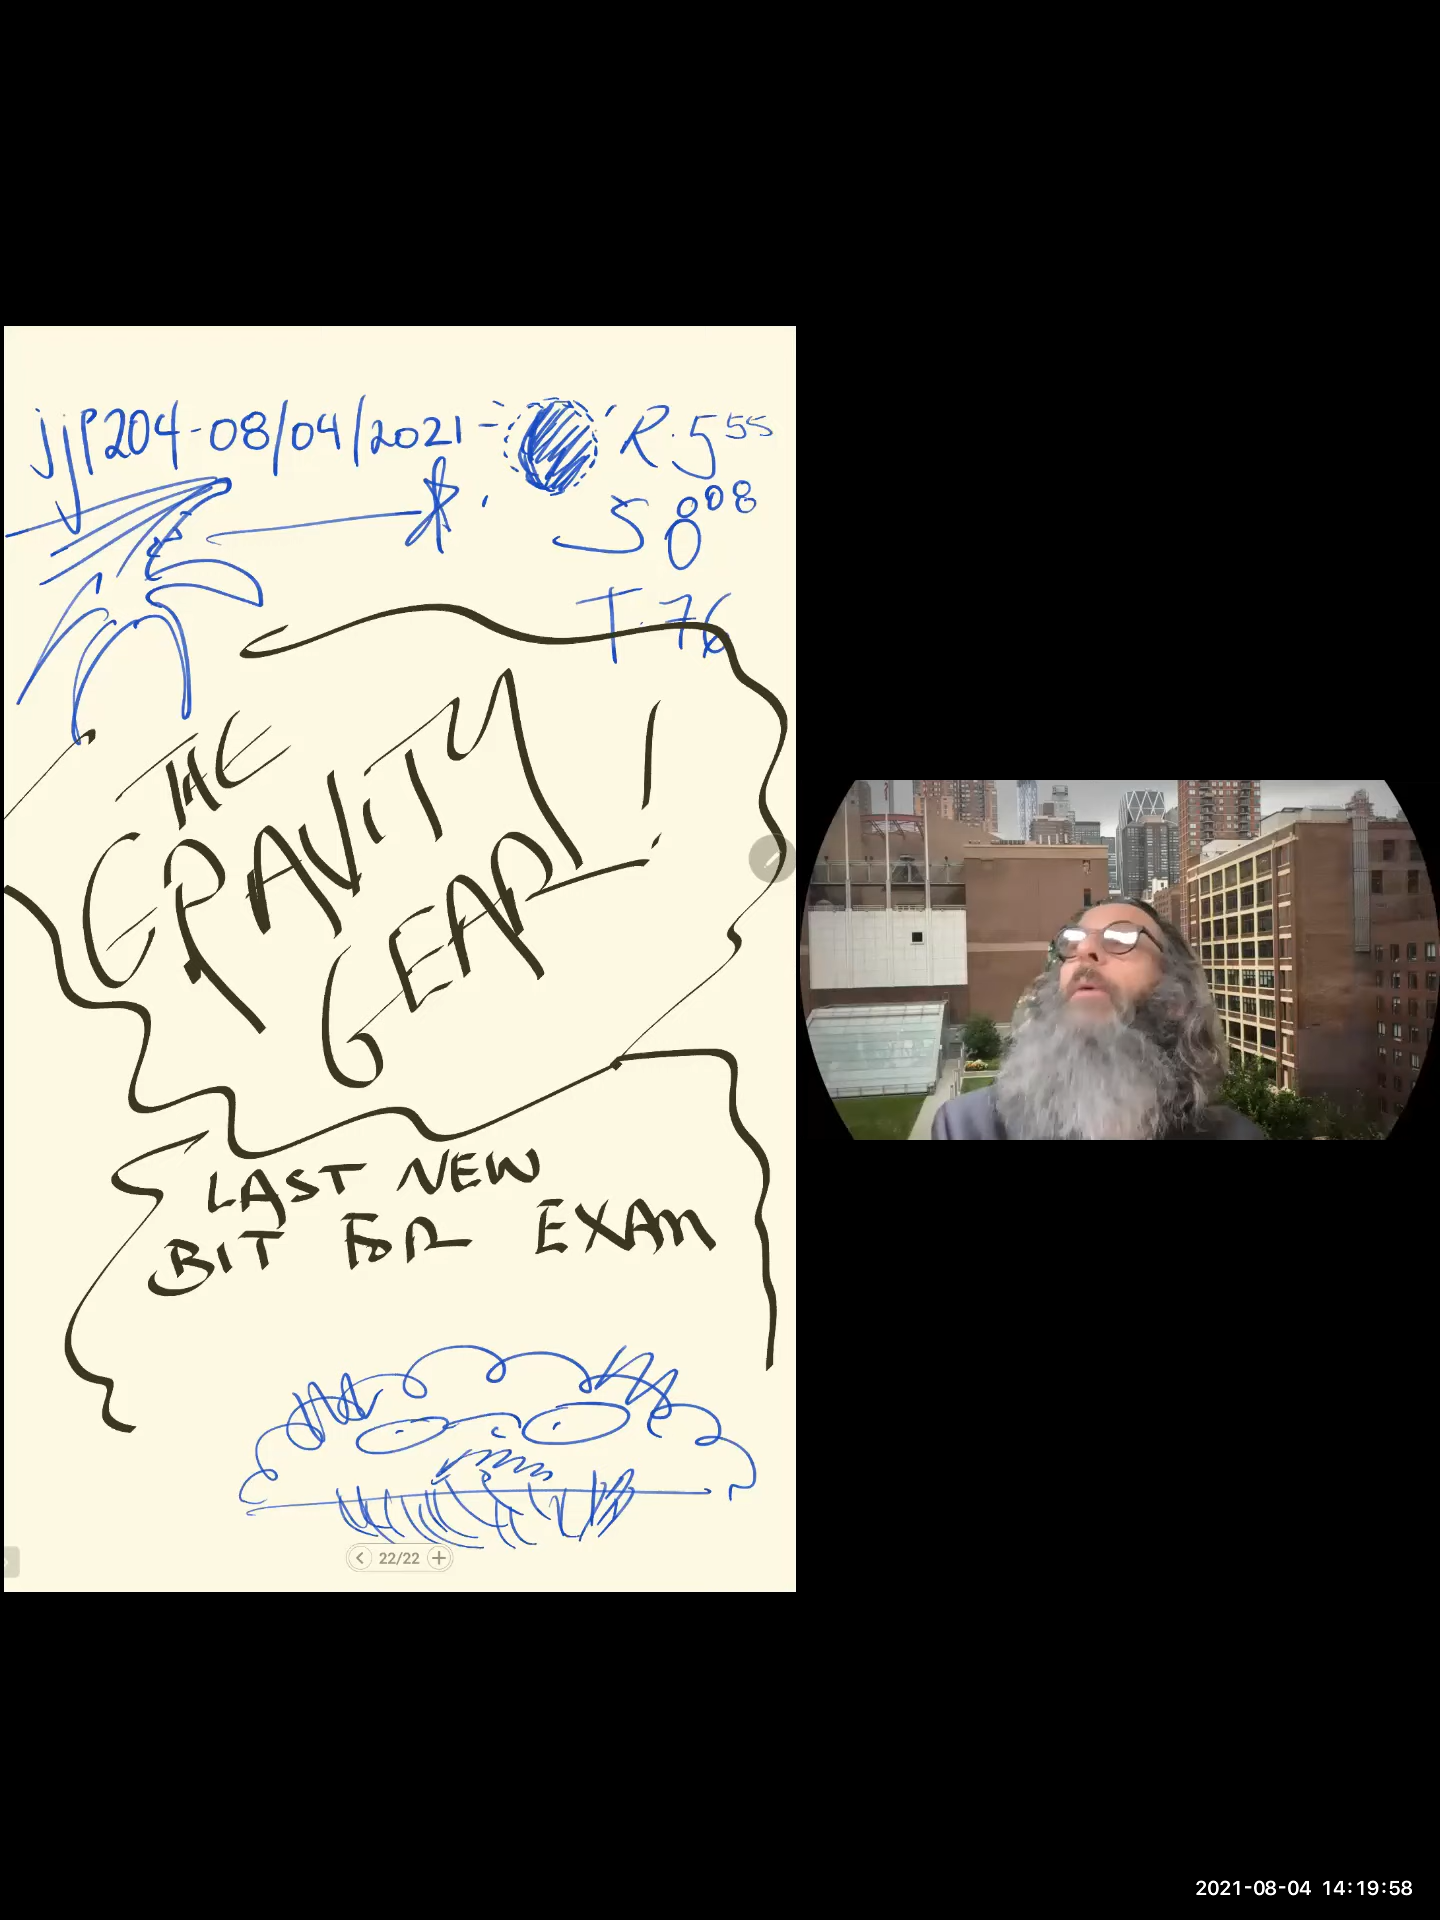 jjp204-08/04/2021- R.5⁵⁵
S 8⁰⁸
T.76
THE
GRAVITY
GEAR!
LAST NEW
BIT FOR EXAM
22/22
2021-08-04 14:19:58